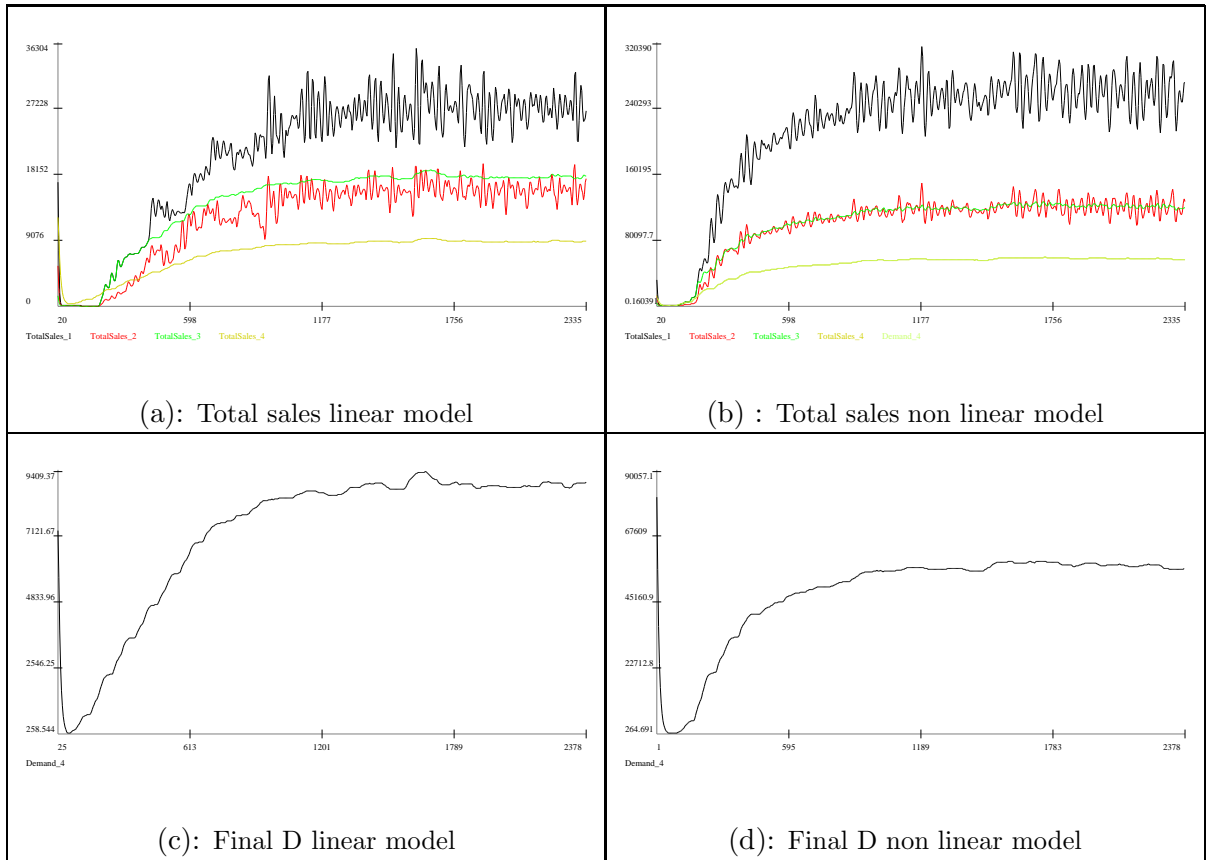 36304
27228
18152
9076
0
20 598 1177 1756 2335
TotalSales_1 TotalSales_2 TotalSales_3 TotalSales_4
(a): Total sales linear model
320390
240293
160195
80097.7
0.160391
20 598 1177 1756 2335
TotalSales_1 TotalSales_2 TotalSales_3 TotalSales_4 Demand_4
(b) : Total sales non linear model
9409.37
7121.67
4833.96
2546.25
258.544
25 613 1201 1789 2378
Demand_4
(c): Final D linear model
90057.1
67609
45160.9
22712.8
264.691
1 595 1189 1783 2378
Demand_4
(d): Final D non linear model